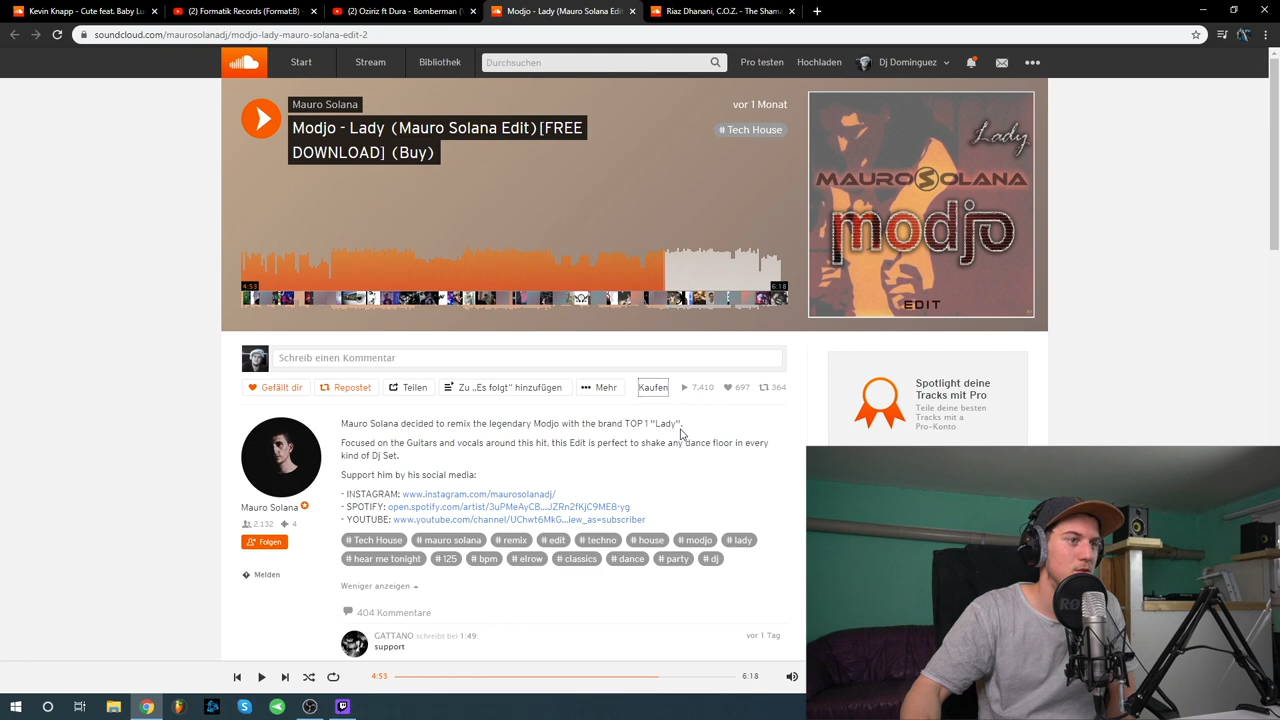 Kevin Knapp - Cute feat. Baby Lu
(2) Formatik Records (Format:B) -
(2) Oziriz ft Dura - Bomberman (V
Modjo - Lady (Mauro Solana Edit
Riaz Dhanani, C.O.Z. - The Shama
soundcloud.com/maurosolanadj/modjo-lady-mauro-solana-edit-2
Start Stream Bibliothek Durchsuchen Pro testen Hochladen Dj Dominguez
Mauro Solana
vor 1 Monat
Modjo - Lady (Mauro Solana Edit)[FREE
DOWNLOAD] (Buy)
# Tech House
Lady
MAURO SOLANA
modjo
EDIT
4:53
6:18
Schreib einen Kommentar
Gefällt dir Repostet Teilen Zu „Es folgt“ hinzufügen Mehr Kaufen 7.410 697 364
Spotlight deine
Tracks mit Pro
Teile deine besten
Tracks mit a
Pro-Konto
Mauro Solana decided to remix the legendary Modjo with the brand TOP 1 "Lady".
Focused on the Guitars and vocals around this hit, this Edit is perfect to shake any dance floor in every
kind of Dj Set.
Support him by his social media:
- INSTAGRAM: www.instagram.com/maurosolanadj/
- SPOTIFY: open.spotify.com/artist/3uPMeAyCB...JZRn2fKjC9ME8-yg
- YOUTUBE: www.youtube.com/channel/UChwt6MkG...iew_as=subscriber
Mauro Solana
2.132 4
Folgen
Melden
# Tech House # mauro solana # remix # edit # techno # house # modjo # lady
# hear me tonight # 125 # bpm # elrow # classics # dance # party # dj
Weniger anzeigen
404 Kommentare
GATTANO schreibt bei 1:49:
vor 1 Tag
support
4:53
6:18